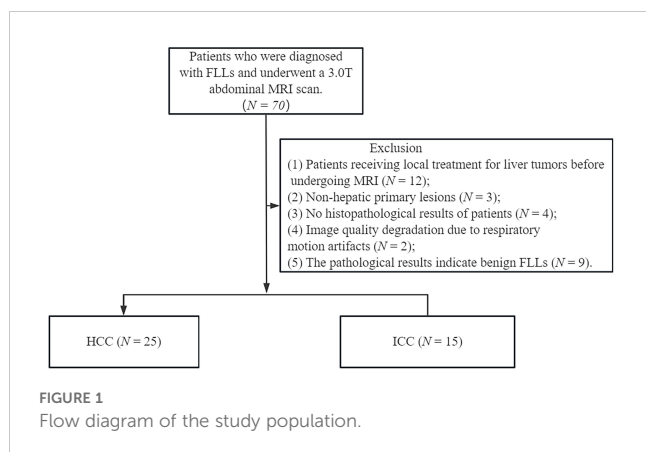 Patients who were diagnosed
with FLLs and underwent a 3.0T
abdominal MRI scan.
(N = 70)
Exclusion
(1) Patients receiving local treatment for liver tumors before
undergoing MRI (N = 12);
(2) Non-hepatic primary lesions (N = 3);
(3) No histopathological results of patients (N = 4);
(4) Image quality degradation due to respiratory
motion artifacts (N = 2);
(5) The pathological results indicate benign FLLs (N = 9).
HCC (N = 25)
ICC (N = 15)
FIGURE 1
Flow diagram of the study population.